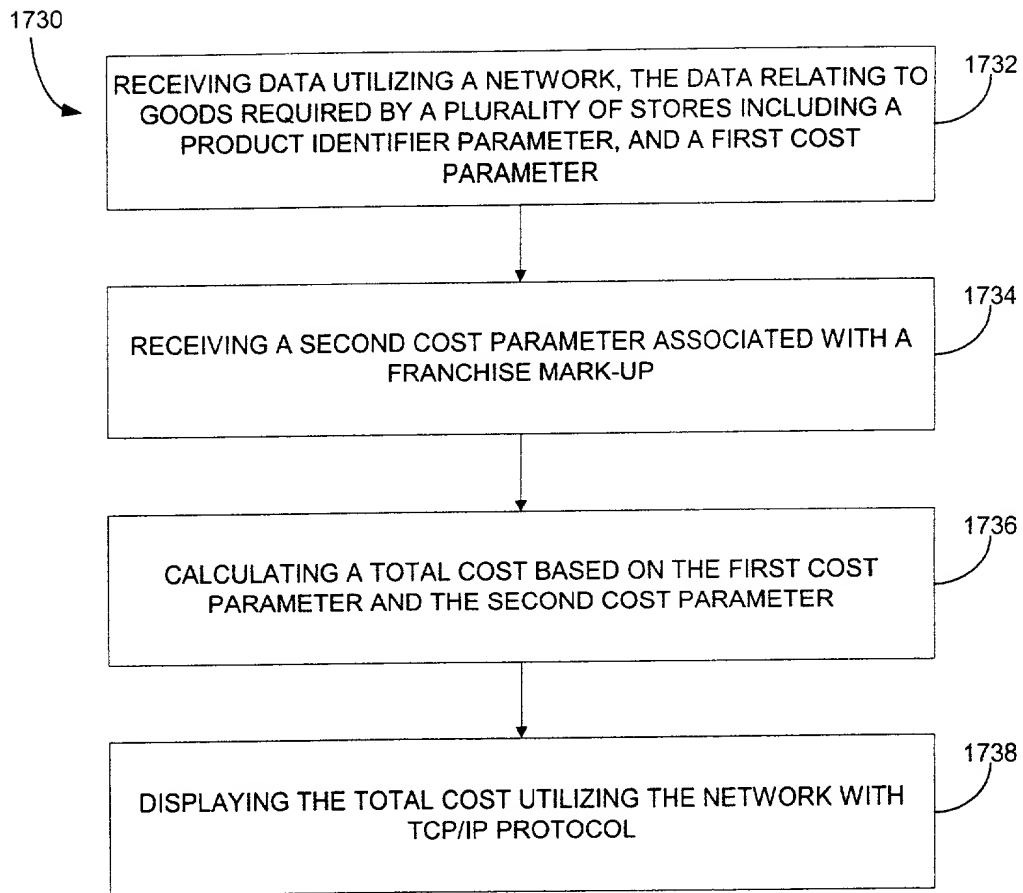 1730
1732
RECEIVING DATA UTILIZING A NETWORK, THE DATA RELATING TO
GOODS REQUIRED BY A PLURALITY OF STORES INCLUDING A
PRODUCT IDENTIFIER PARAMETER, AND A FIRST COST
PARAMETER
1734
RECEIVING A SECOND COST PARAMETER ASSOCIATED WITH A
FRANCHISE MARK-UP
1736
CALCULATING A TOTAL COST BASED ON THE FIRST COST
PARAMETER AND THE SECOND COST PARAMETER
1738
DISPLAYING THE TOTAL COST UTILIZING THE NETWORK WITH
TCP/IP PROTOCOL